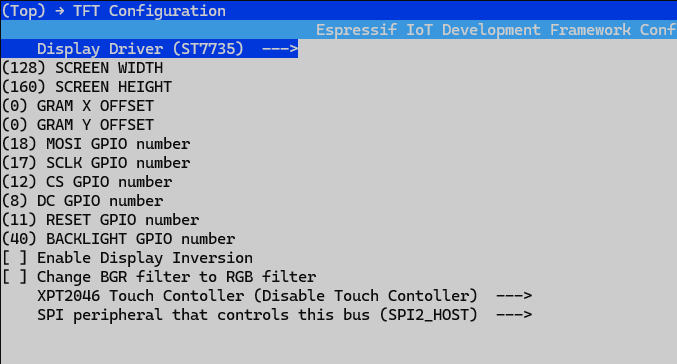 (Top) → TFT Configuration
Espressif IoT Development Framework Conf
Display Driver (ST7735)  --->
(128) SCREEN WIDTH
(160) SCREEN HEIGHT
(0) GRAM X OFFSET
(0) GRAM Y OFFSET
(18) MOSI GPIO number
(17) SCLK GPIO number
(12) CS GPIO number
(8) DC GPIO number
(11) RESET GPIO number
(40) BACKLIGHT GPIO number
[ ] Enable Display Inversion
[ ] Change BGR filter to RGB filter
XPT2046 Touch Contoller (Disable Touch Contoller)  --->
SPI peripheral that controls this bus (SPI2_HOST)  --->